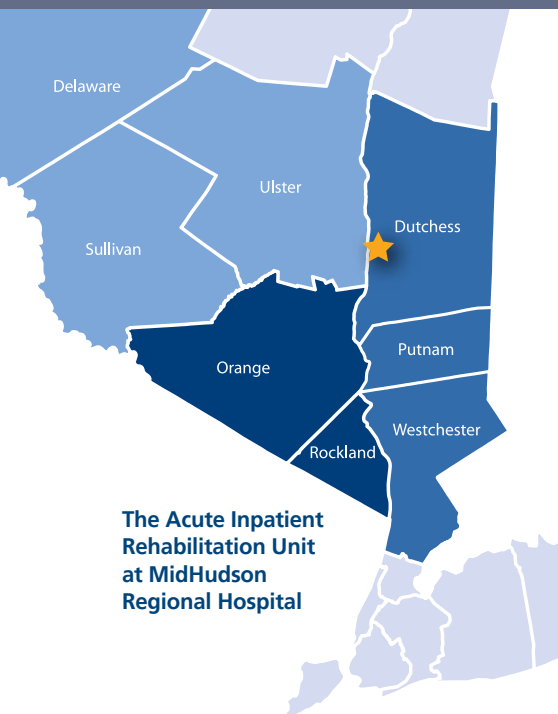 Delaware
Ulster
Dutchess
Sullivan
Putnam
Orange
Westchester
Rockland
The Acute Inpatient
Rehabilitation Unit
at MidHudson
Regional Hospital